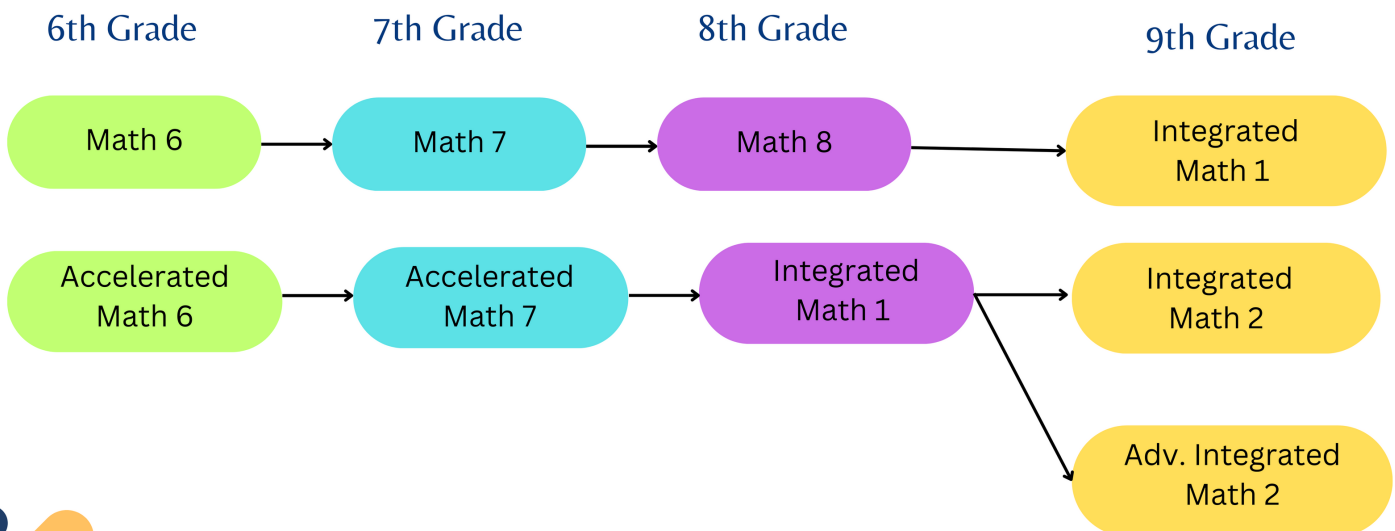 6th Grade
7th Grade
8th Grade
9th Grade
Math 6
Math 7
Math 8
Integrated
Math 1
Accelerated
Math 6
Accelerated
Math 7
Integrated
Math 1
Integrated
Math 2
Adv. Integrated
Math 2